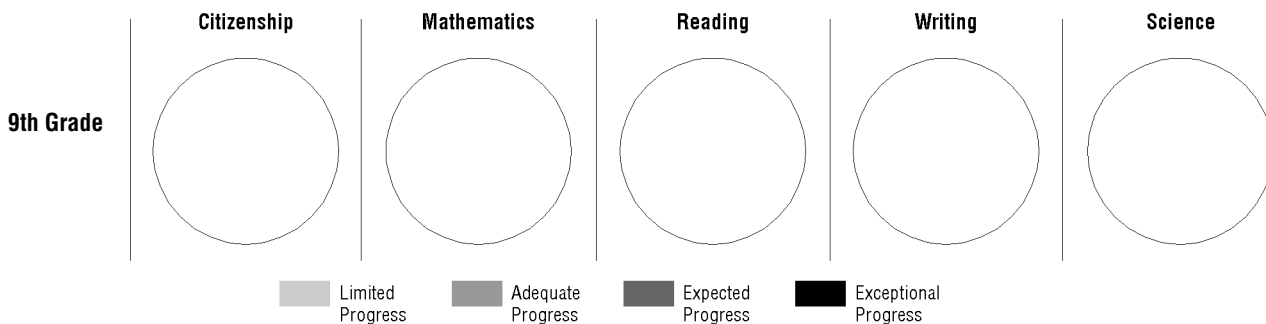 Citizenship Mathematics Reading Writing Science
9th Grade
Limited Progress
Adequate Progress
Expected Progress
Exceptional Progress